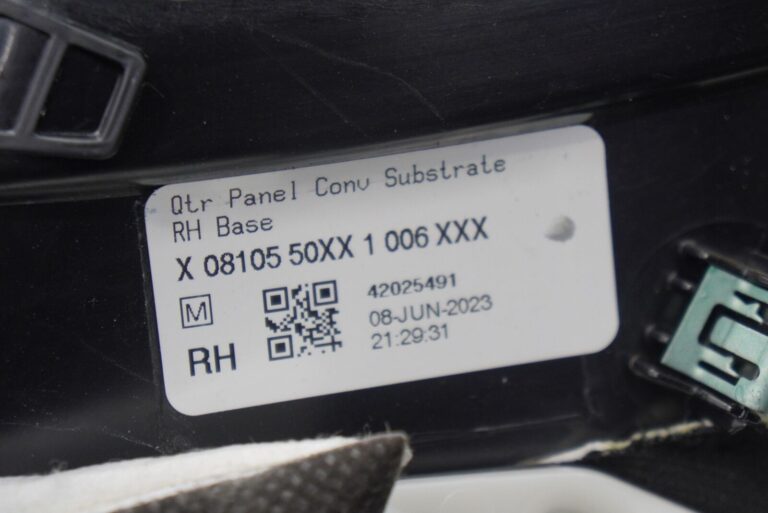 Qtr Panel Conv Substrate
RH Base
X 08105 50XX 1 006 XXX
M
42025491
08-JUN-2023
RH
21:29:31